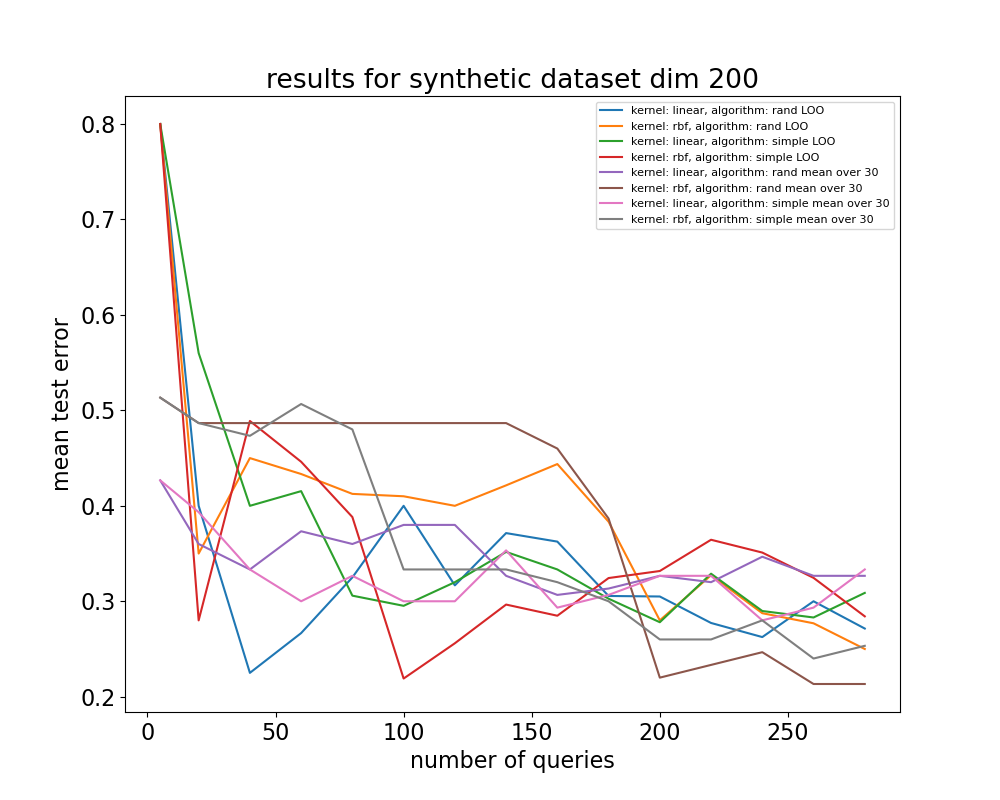 results for synthetic dataset dim 200
kernel: linear, algorithm: rand LOO
kernel: rbf, algorithm: rand LOO
kernel: linear, algorithm: simple LOO
kernel: rbf, algorithm: simple LOO
kernel: linear, algorithm: rand mean over 30
kernel: rbf, algorithm: rand mean over 30
kernel: linear, algorithm: simple mean over 30
kernel: rbf, algorithm: simple mean over 30
mean test error
0.8
0.7
0.6
0.5
0.4
0.3
0.2
0 50 100 150 200 250
number of queries